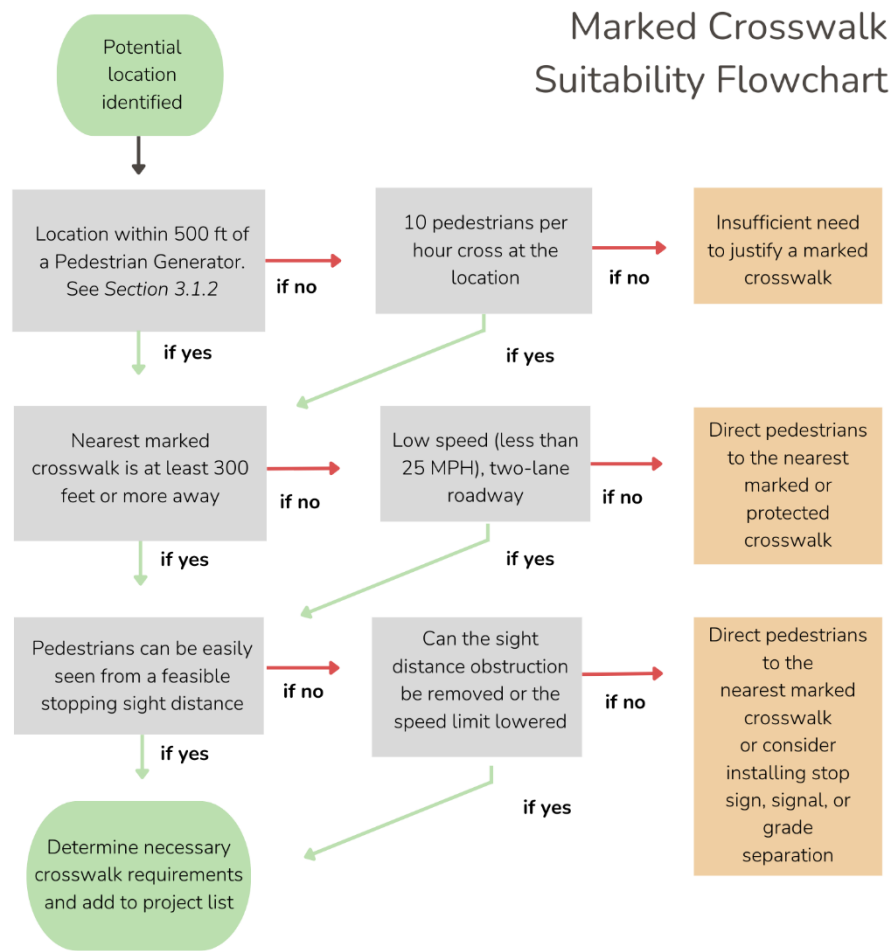 Marked Crosswalk
Suitability Flowchart
Potential
location
identified
Location within 500 ft of
a Pedestrian Generator.
See Section 3.1.2
if no
10 pedestrians per
hour cross at the
location
if no
Insufficient need
to justify a marked
crosswalk
if yes
if yes
Nearest marked
crosswalk is at least 300
feet or more away
if no
Low speed (less than
25 MPH), two-lane
roadway
if no
Direct pedestrians
to the nearest
marked or
protected
crosswalk
if yes
if yes
Pedestrians can be easily
seen from a feasible
stopping sight distance
if no
Can the sight
distance obstruction
be removed or the
speed limit lowered
if no
Direct pedestrians
to the
nearest marked
crosswalk
or consider
installing stop
sign, signal, or
grade
separation
if yes
if yes
Determine necessary
crosswalk requirements
and add to project list